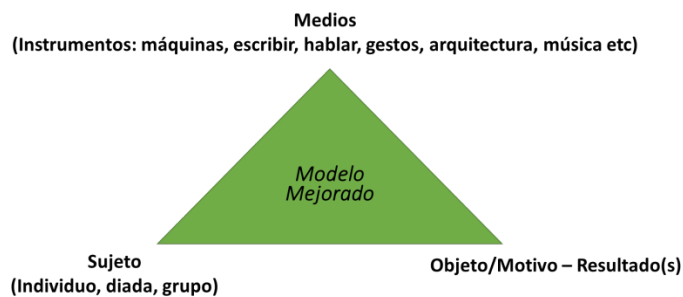 Medios
(Instrumentos: máquinas, escribir, hablar, gestos, arquitectura, música etc)
Modelo
Mejorado
Sujeto
(Individuo, diada, grupo)
Objeto/Motivo – Resultado(s)